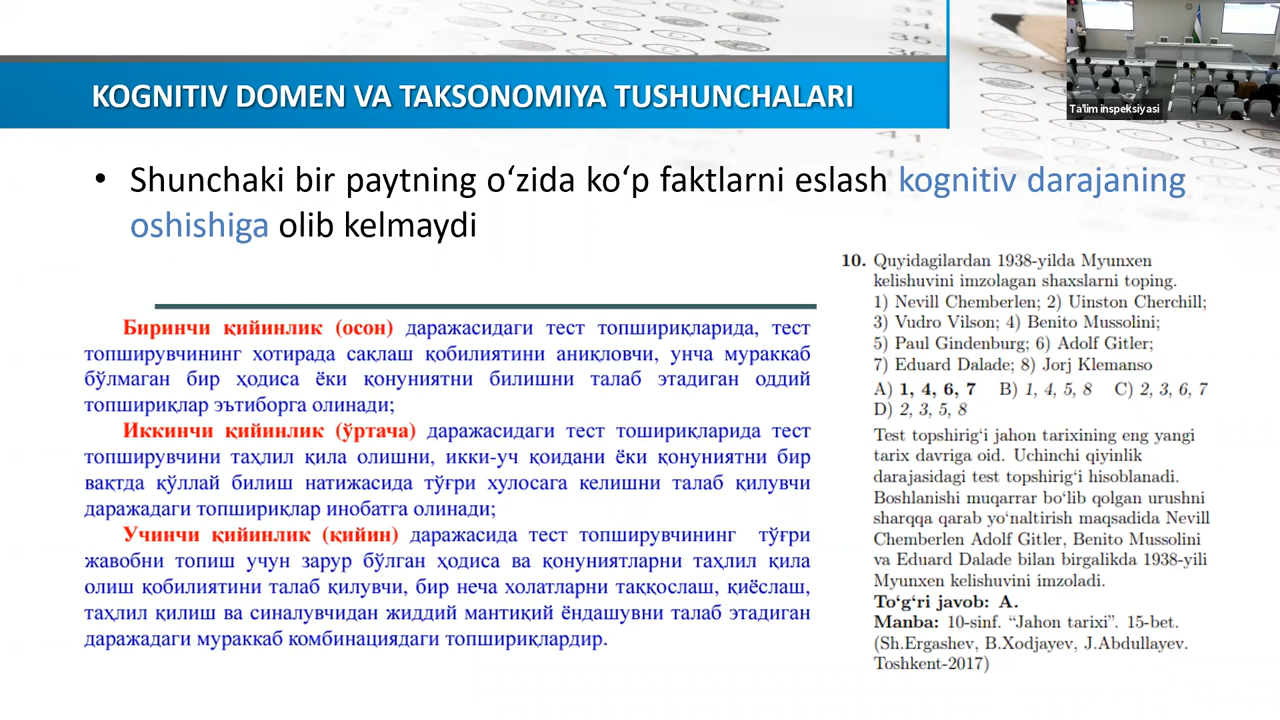 KOGNITIV DOMEN VA TAKSONOMIYA TUSHUNCHALARI
Ta'lim inspeksiyasi
• Shunchaki bir paytning o‘zida ko‘p faktlarni eslash kognitiv darajaning
oshishiga olib kelmaydi
Биринчи қийинлик (осон) даражасидаги тест топшириқларида, тест
топширувчининг хотирада сақлаш қобилиятини аниқловчи, унча мураккаб
бўлмаган бир ҳодиса ёки қонуниятни билишни талаб этадиган оддий
топшириқлар эътиборга олинади;
Иккинчи қийинлик (ўртача) даражасидаги тест тошириқларида тест
топширувчини таҳлил қила олишни, икки-уч қоидани ёки қонуниятни бир
вақтда қўллай билиш натижасида тўғри хулосага келишни талаб қилувчи
даражадаги топшириқлар инобатга олинади;
Учинчи қийинлик (қийин) даражасида тест топширувчининг тўғри
жавобни топиш учун зарур бўлган ҳодиса ва қонуниятларни таҳлил қила
олиш қобилиятини талаб қилувчи, бир неча холатларни таққослаш, қиёслаш,
таҳлил қилиш ва синалувчидан жиддий мантиқий ёндашувни талаб этадиган
даражадаги мураккаб комбинациядаги топшириқлардир.
10. Quyidagilardan 1938-yilda Myunxen
kelishuvini imzolagan shaxslarni toping.
1) Nevill Chemberlen; 2) Uinston Cherchill;
3) Vudro Vilson; 4) Benito Mussolini;
5) Paul Gindenburg; 6) Adolf Gitler;
7) Eduard Dalade; 8) Jorj Klemanso
A) 1, 4, 6, 7 B) 1, 4, 5, 8 C) 2, 3, 6, 7
D) 2, 3, 5, 8
Test topshirig‘i jahon tarixining eng yangi
tarix davriga oid. Uchinchi qiyinlik
darajasidagi test topshirig‘i hisoblanadi.
Boshlanishi muqarrar bo‘lib qolgan urushni
sharqqa qarab yo‘naltirish maqsadida Nevill
Chemberlen Adolf Gitler, Benito Mussolini
va Eduard Dalade bilan birgalikda 1938-yili
Myunxen kelishuvini imzoladi.
To‘g‘ri javob: A.
Manba: 10-sinf. “Jahon tarixi”. 15-bet.
(Sh.Ergashev, B.Xodjayev, J.Abdullayev.
Toshkent-2017)